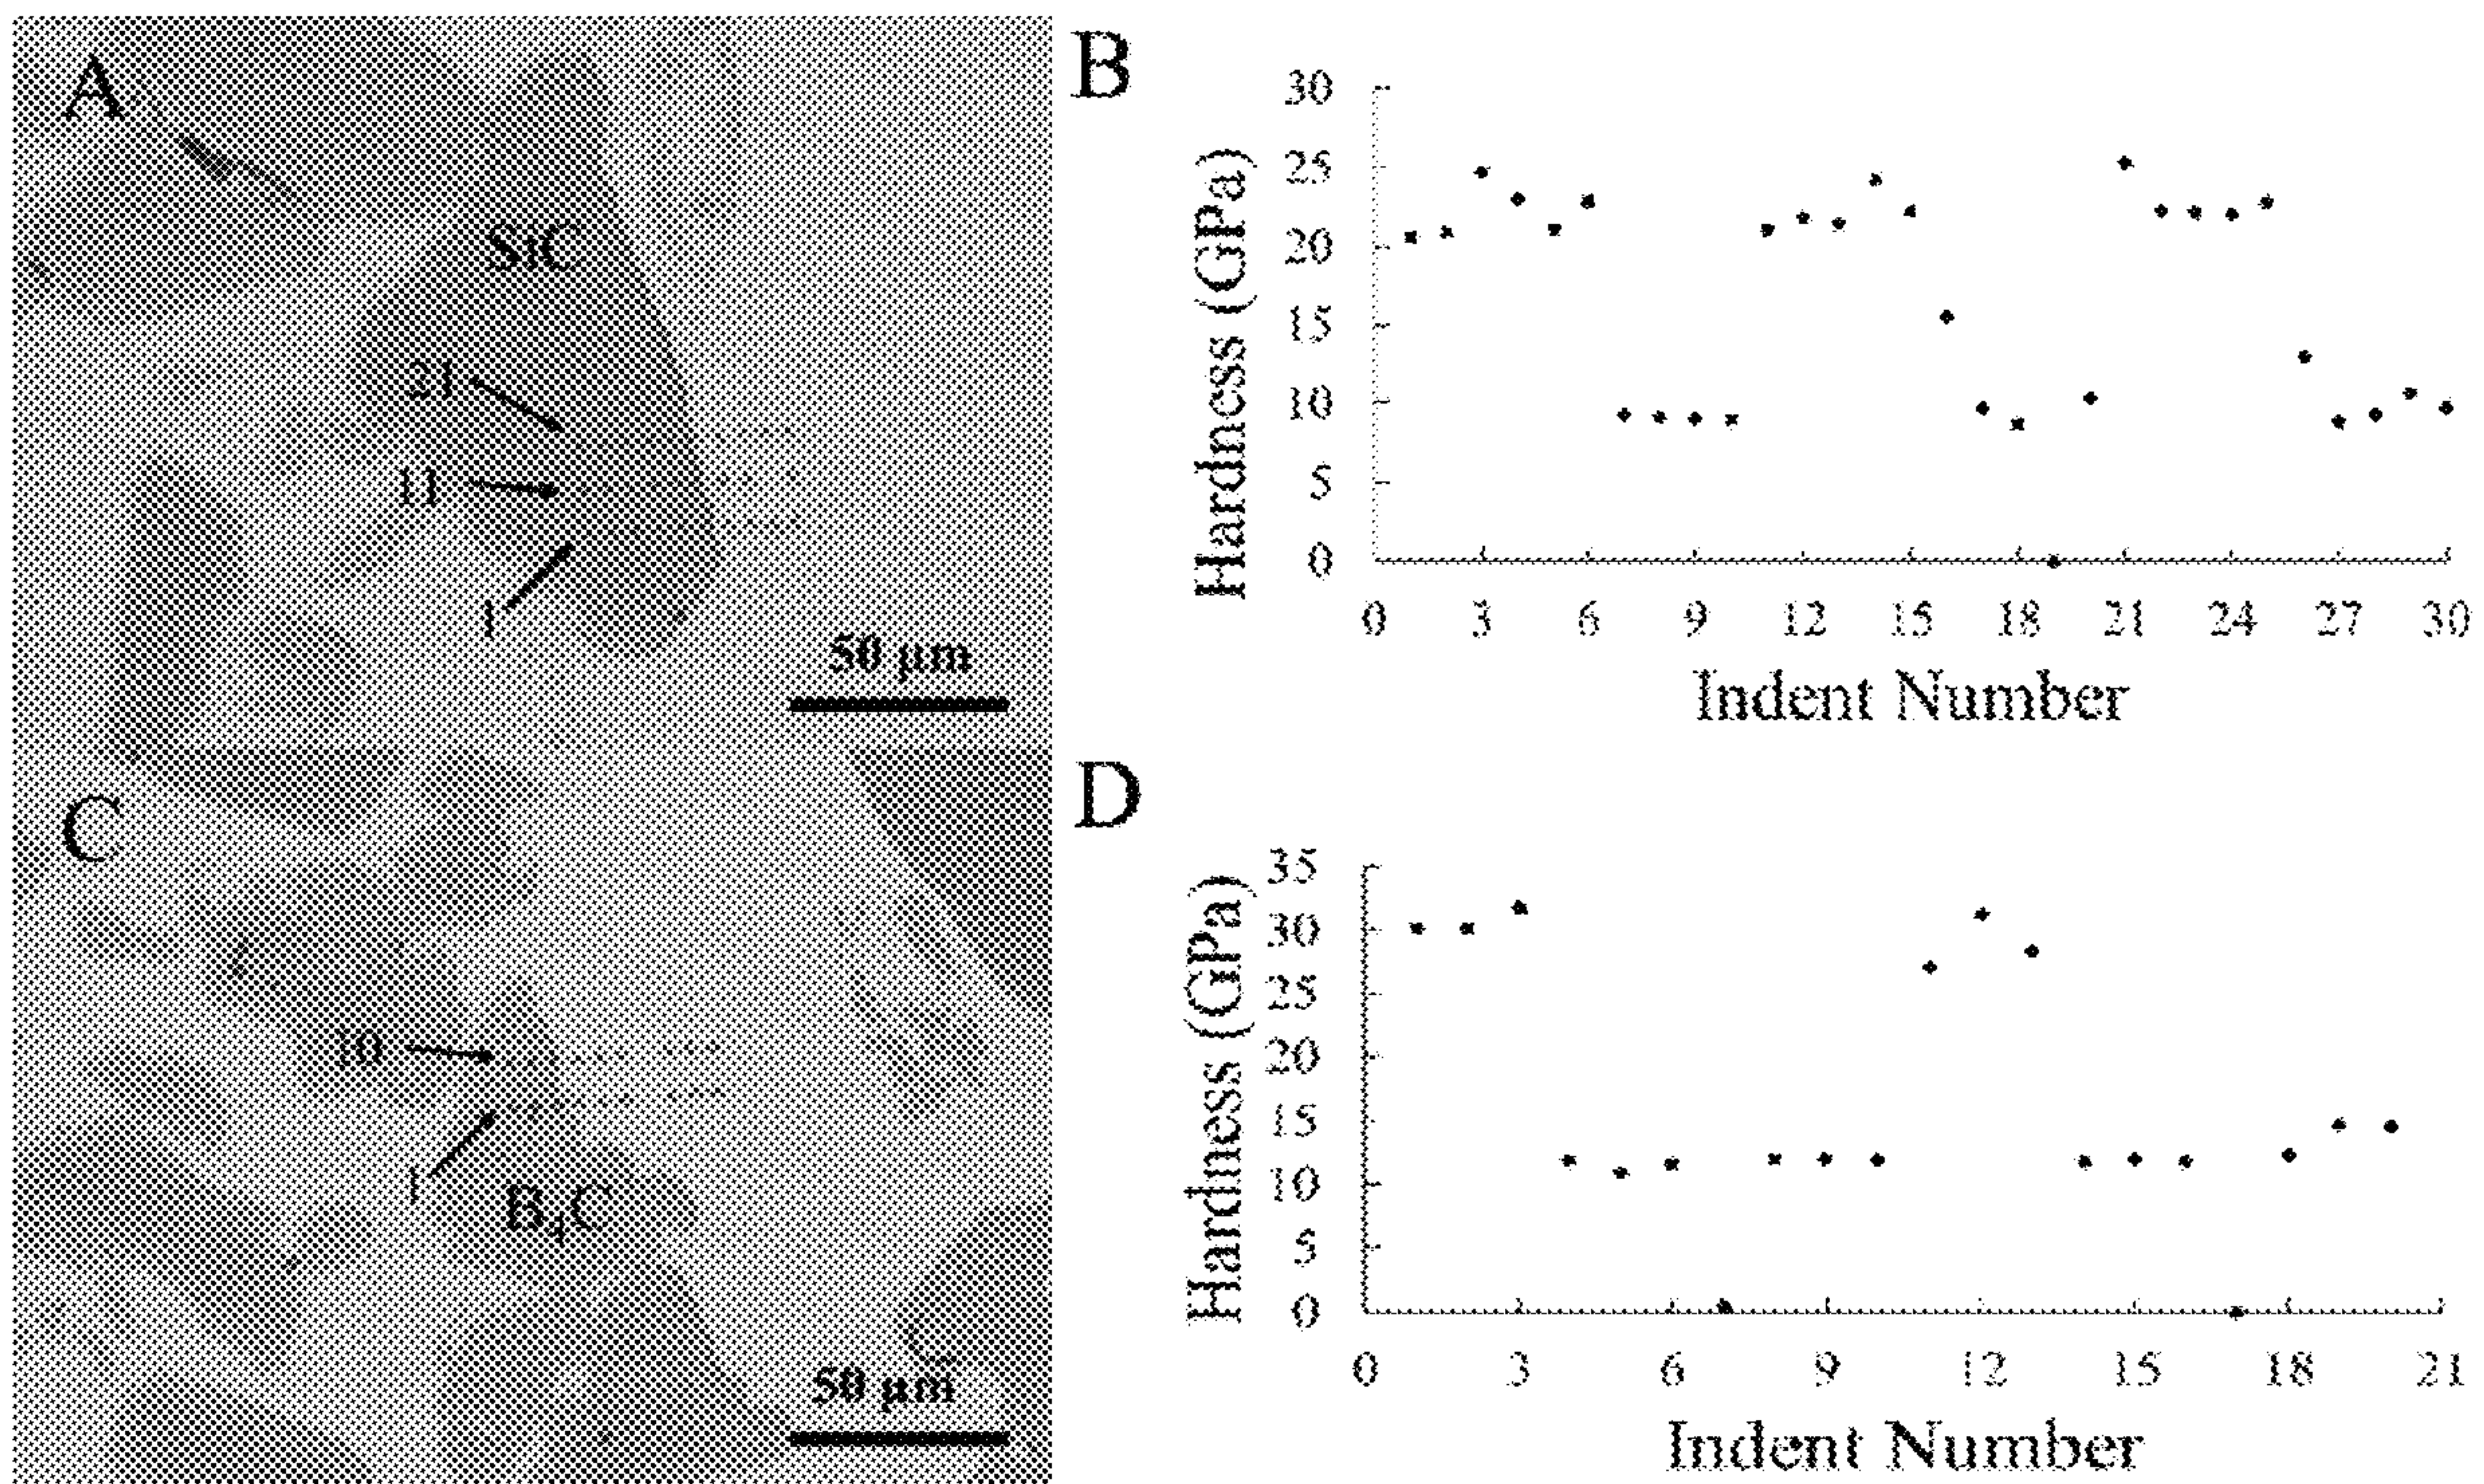 A
SiC
21
11
1
50 µm
B
30
25
20
15
10
5
0
0 3 6 9 12 15 18 21 24 27 30
Hardness (GPa)
Indent Number
C
10
1
B4C
50 µm
D
35
30
25
20
15
10
5
0
0 3 6 9 12 15 18 21
Hardness (GPa)
Indent Number